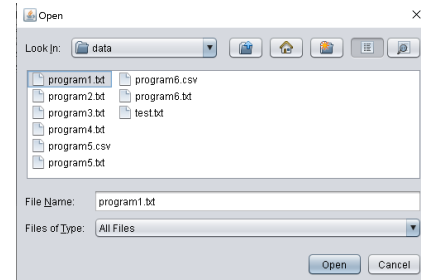 Open
Look In: data
program1.txt program6.csv
program2.txt program6.txt
program3.txt test.txt
program4.txt
program5.csv
program5.txt
File Name: program1.txt
Files of Type: All Files
Open Cancel